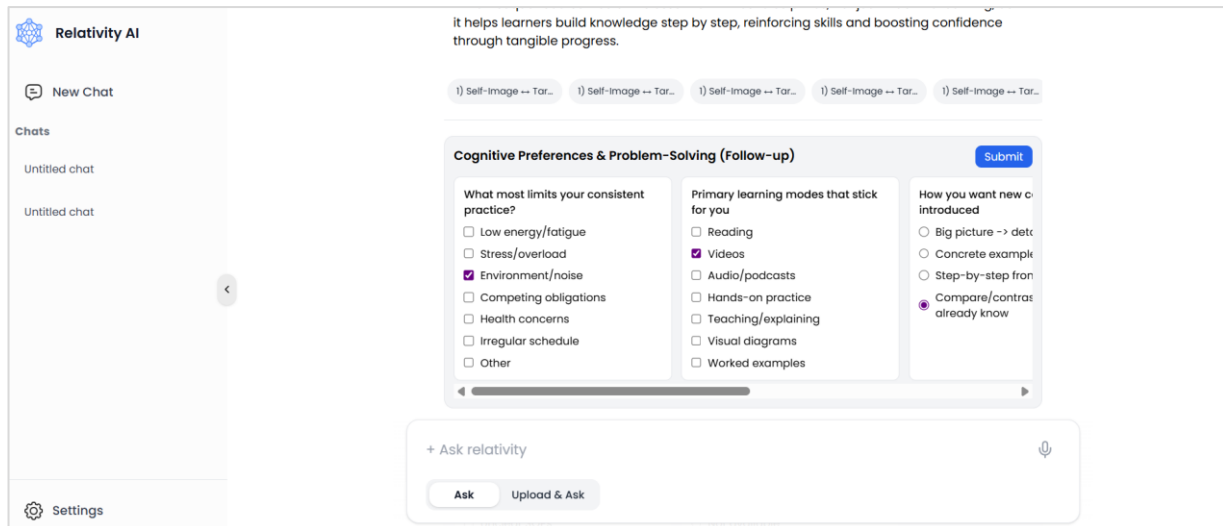 Relativity AI
New Chat
Chats
Untitled chat
Untitled chat
Settings
it helps learners build knowledge step by step, reinforcing skills and boosting confidence
through tangible progress.
1) Self-Image ↔ Tar...
1) Self-Image ↔ Tar...
1) Self-Image ↔ Tar...
1) Self-Image ↔ Tar...
1) Self-Image ↔ Tar...
Cognitive Preferences & Problem-Solving (Follow-up)
Submit
What most limits your consistent
practice?
Low energy/fatigue
Stress/overload
Environment/noise
Competing obligations
Health concerns
Irregular schedule
Other
Primary learning modes that stick
for you
Reading
Videos
Audio/podcasts
Hands-on practice
Teaching/explaining
Visual diagrams
Worked examples
How you want new
introduced
Big picture ->
Concrete
Step-by-step
already know
+ Ask relativity
Ask
Upload & Ask